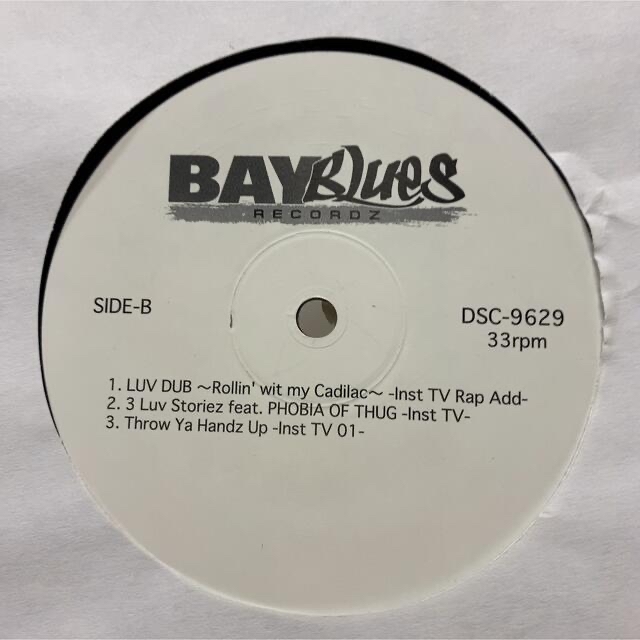 BAYBLues
RECORDZ
SIDE-B
DSC-9629
33rpm
1. LUV DUB ～Rollin' wit my Cadilac～ -Inst TV Rap Add-
2. 3 Luv Storiez feat. PHOBIA OF THUG -Inst TV-
3. Throw Ya Handz Up -Inst TV 01-